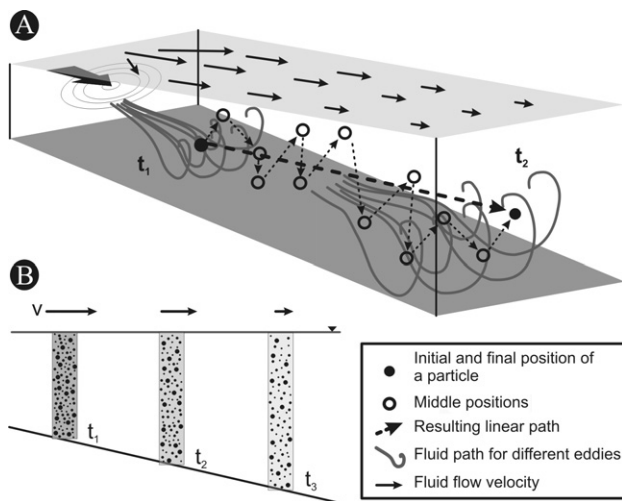 A
t1
t2
B
V
t1
t2
t3
Initial and final position of
a particle
Middle positions
Resulting linear path
Fluid path for different eddies
Fluid flow velocity